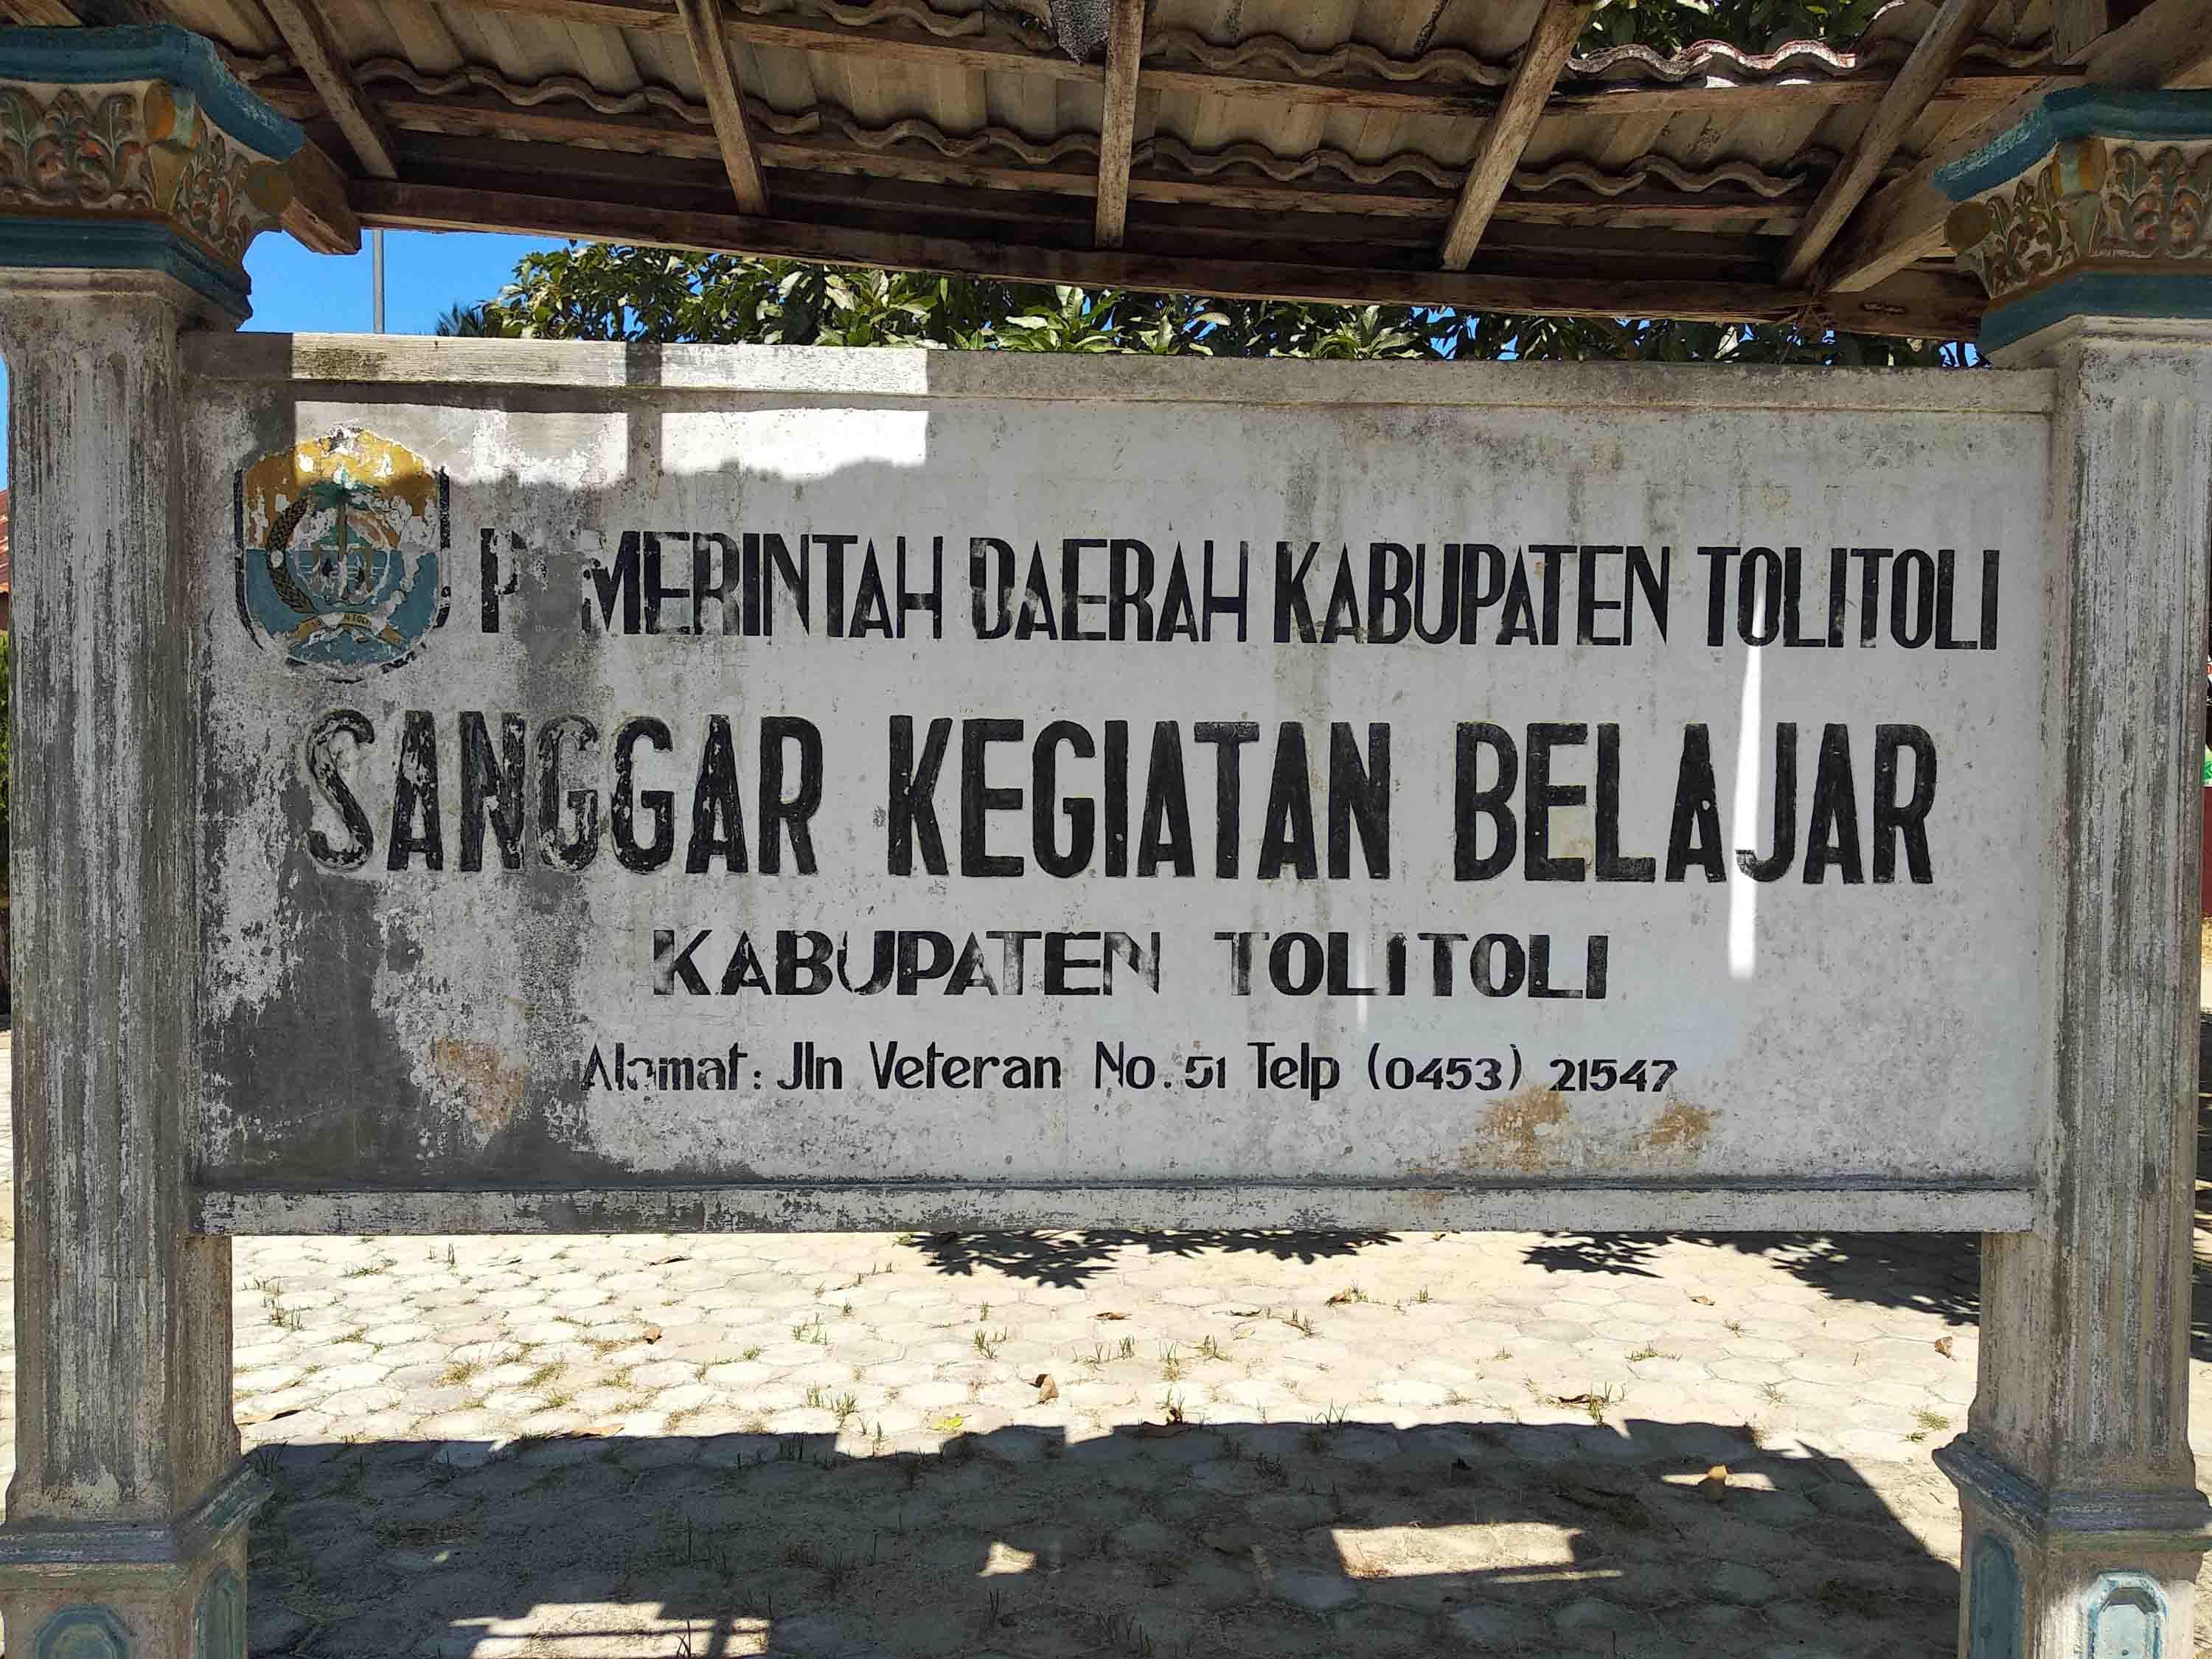 PEMERINTAH DAERAH KABUPATEN TOLITOLI
SANGGAR KEGIATAN BELAJAR
KABUPATEN TOLITOLI
Alamat: Jln Veteran No. 51 Telp (0453) 21547